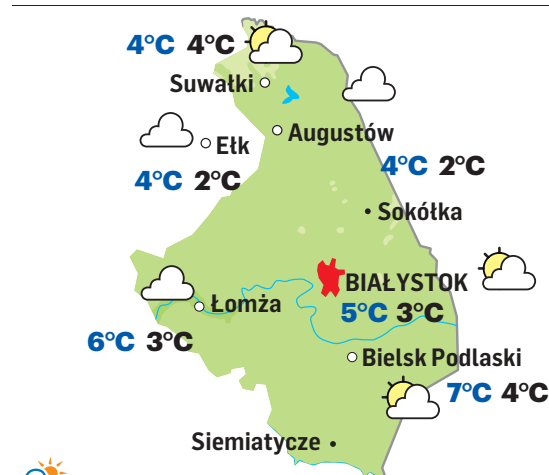 4°C 4°C
Suwałki
Augustów
Ełk
4°C 2°C
4°C 2°C
Sokółka
BIAŁYSTOK
5°C 3°C
Łomża
6°C 3°C
Bielsk Podlaski
7°C 4°C
Siemiatycze